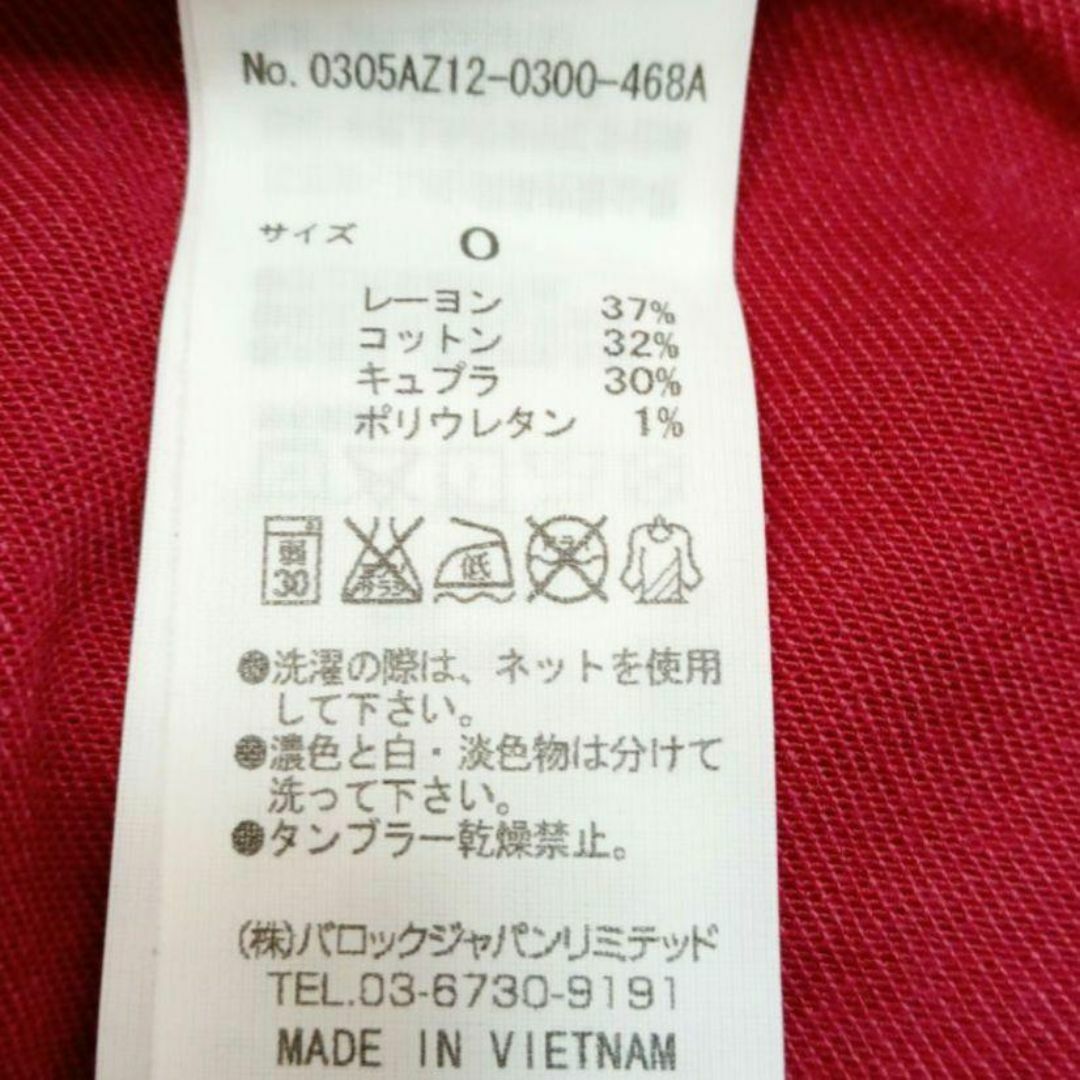 No. 0305AZ12-0300-468A
サイズ O
レーヨン 37%
コットン 32%
キュプラ 30%
ポリウレタン 1%
弱 30 低
●洗濯の際は、ネットを使用
して下さい。
●濃色と白・淡色物は分けて
洗って下さい。
●タンブラー乾燥禁止。
(株)バロックジャパンリミテッド
TEL.03-6730-9191
MADE IN VIETNAM